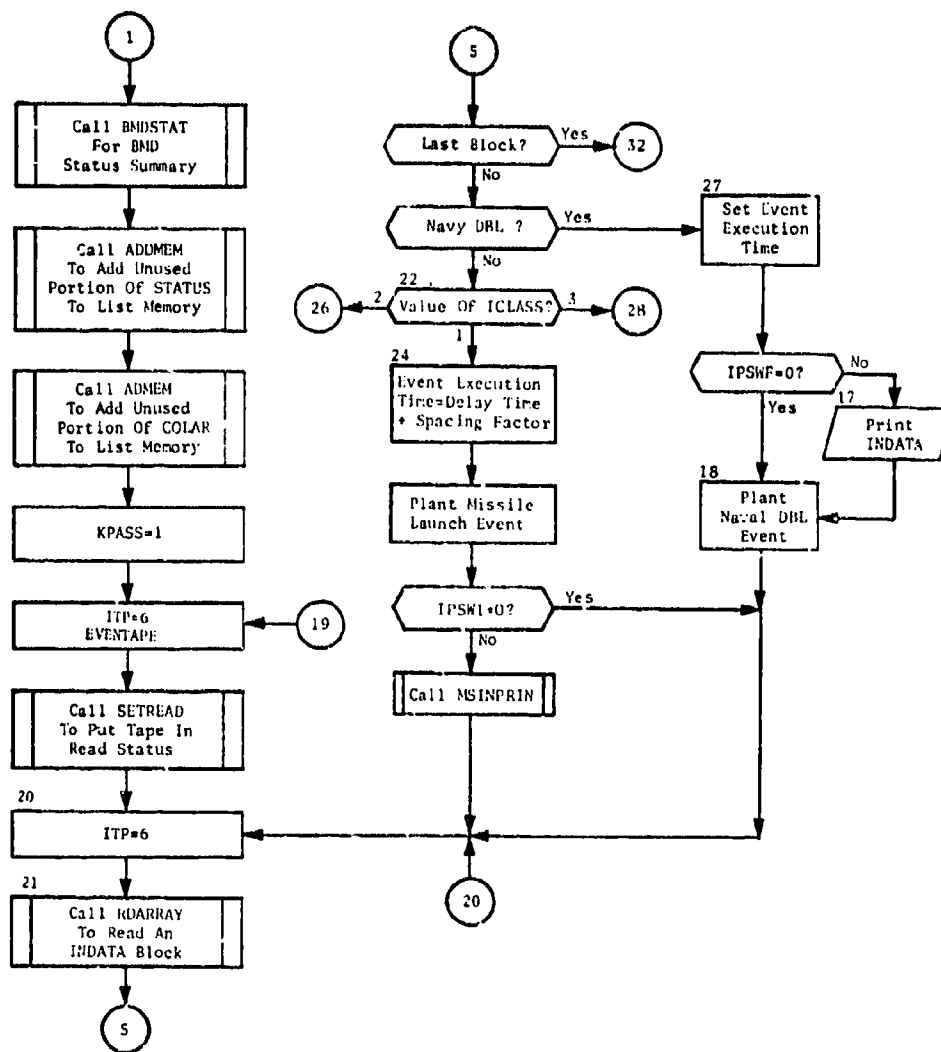 1
Call BMDSTAT
For BMD
Status Summary
Call ADDMEM
To Add Unused
Portion Of STATUS
To List Memory
Call ADMEM
To Add Unused
Portion Of COLAR
To List Memory
KPASS=1
ITP=6
EVENTAPE
19
Call SETREAD
To Put Tape In
Read Status
20
ITP=6
21
Call RDARRAY
To Read An
INDATA Block
5
5
Last Block?
Yes
32
No
Navy DBL ?
Yes
No
22
26
2
Value Of ICLASS?
3
28
1
24
Event Execution
Time=Delay Time
+ Spacing Factor
Plant Missile
Launch Event
IPSW1=0?
Yes
No
Call MSINPRIN
20
27
Set Event
Execution
Time
IPSWF=0?
No
Yes
17
Print
INDATA
18
Plant
Naval DBL
Event